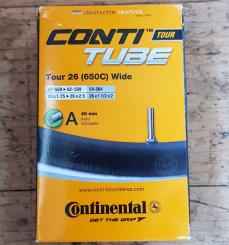 deutsche technik
CONTI TOUR
TUBE
Tour 26 (650C) Wide
47-559 ▸ 62-559 54-584
26 x 1.75 ▸ 26 x 2.5 26 x 1 1/2 x 2
A 40 mm
Auto
Schrader
www.conti-bicycletires.com
Continental
GET THE GRIP